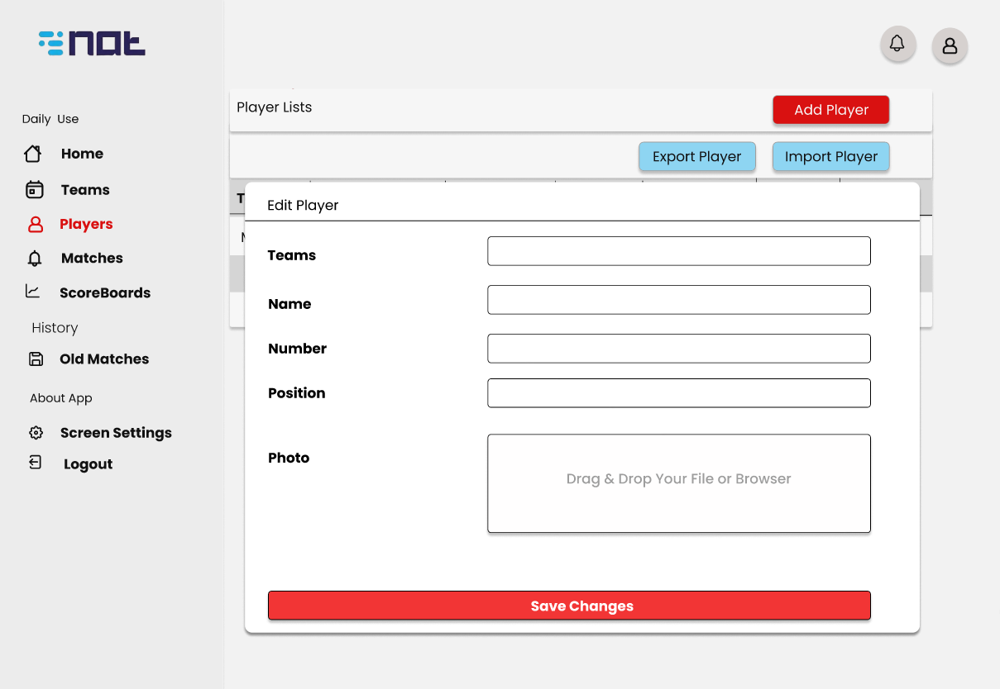 nat
Daily Use
Home
Teams
Players
Matches
ScoreBoards
History
Old Matches
About App
Screen Settings
Logout
Player Lists
Add Player
Export Player
Import Player
Edit Player
Teams
Name
Number
Position
Photo
Drag & Drop Your File or Browser
Save Changes